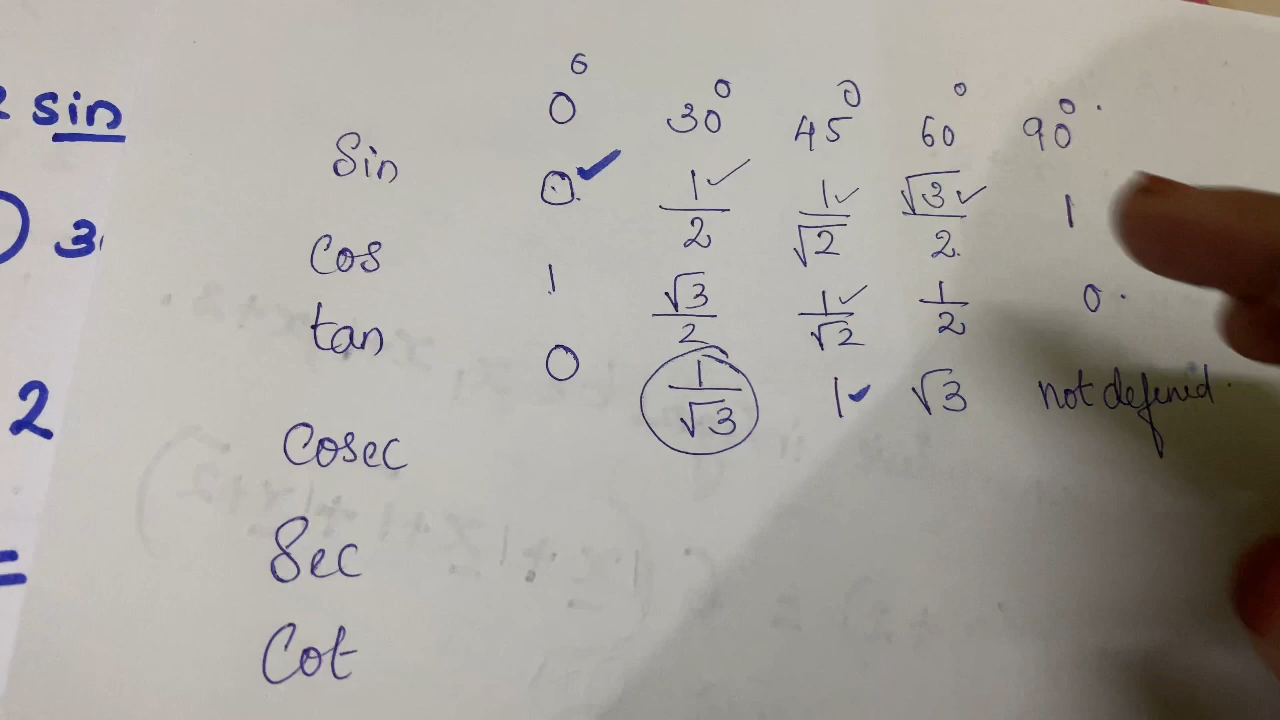 sin
3
2
=
0° 30° 45° 60° 90°
Sin 0 1/2 1/√2 √3/2 1
Cos 1 √3/2 1/√2 1/2 0
tan 0 1/√3 1 √3 not defined
Cosec
Sec
Cot